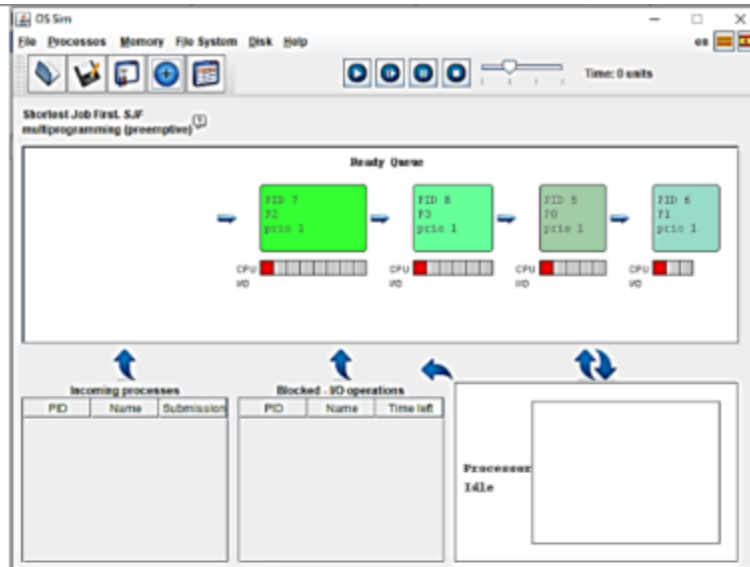 OS Sim
File Processes Memory File System Disk Help
es
Time: 0 units
Shortest Job First. SJF
multiprogramming (preemptive)
Ready Queue
PID 7 PID 8 PID 5 PID 6
P2 P3 P0 P1
prio 1 prio 1 prio 1 prio 1
CPU CPU CPU CPU
I/O I/O I/O I/O
Incoming processes Blocked - I/O operations
PID Name Submission PID Name Time left
Processor
Idle